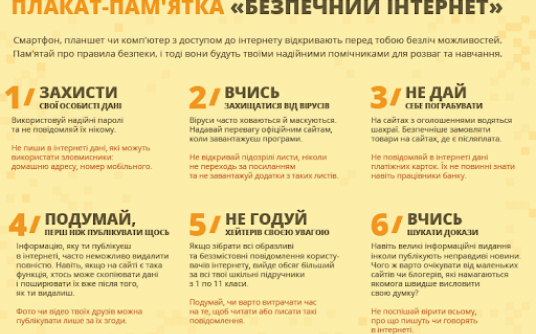 ПЛАКАТ-ПАМ'ЯТКА «БЕЗПЕЧНИЙ ІНТЕРНЕТ»
Смартфон, планшет чи комп'ютер з доступом до інтернету відкривають перед тобою безліч можливостей.
Пам'ятай про правила безпеки, і тоді вони будуть твоїми надійними помічниками для розваг та навчання.
1/ ЗАХИСТИ
СВОЇ ОСОБИСТІ ДАНІ
Використовуй надійні паролі
та не повідомляй їх нікому.
Не пиши в інтернеті дані, які можуть
використати зловмисники:
домашню адресу, номер мобільного.
2/ ВЧИСЬ
ЗАХИЩАТИСЯ ВІД ВІРУСІВ
Віруси часто ховаються й маскуються.
Надавай перевагу офіційним сайтам,
коли завантажуєш програми.
Не відкривай підозрілі листи, ніколи
не переходь за посиланням
та не завантажуй додатки з таких листів.
3/ НЕ ДАЙ
СЕБЕ ПОГРАБУВАТИ
На сайтах з оголошеннями водяться
шахраї. Безпечніше замовляти
товари на сайтах, де є післяплата.
Не повідомляй в інтернеті дані
платіжних карток. Їх не повинні знати
навіть працівники банку.
4/ ПОДУМАЙ,
ПЕРШ НІЖ ПУБЛІКУВАТИ ЩОСЬ
Інформацію, яку ти публікуєш
в інтернеті, часто неможливо видалити
повністю. Навіть, якщо на сайті є така
функція, хтось може скопіювати дані
і поширювати їх вже після того,
як ти видалиш.
Фото чи відео твоїх друзів можна
публікувати лише за їх згоди.
5/ НЕ ГОДУЙ
ХЕЙТЕРІВ СВОЄЮ УВАГОЮ
Якщо зібрати всі образливі
та беззмістовні повідомлення користу-
вачів інтернету, вийде обсяг більший
за всі твої шкільні підручники
з 1 по 11 класи.
Подумай, чи варто витрачати час
на те, щоб читати або писати такі
повідомлення.
6/ ВЧИСЬ
ШУКАТИ ДОКАЗИ
Навіть великі інформаційні видання
інколи публікують неправдиві новини.
Чого ж варто очікувати від маленьких
сайтів чи блогерів, які намагаються
якомога швидше висловити
свою думку?
Не поспішай вірити всьому,
про що пишуть чи говорять
в інтернеті.